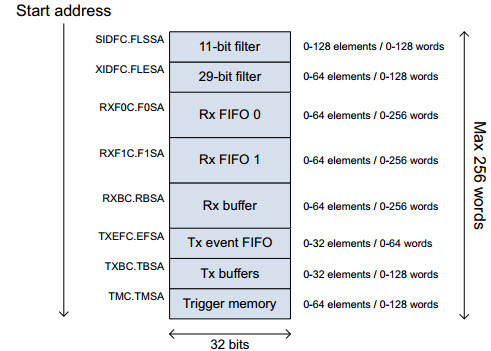 Start address
SIDFC.FLSSA 11-bit filter 0-128 elements / 0-128 words
XIDFC.FLESA 29-bit filter 0-64 elements / 0-128 words
RXF0C.F0SA Rx FIFO 0 0-64 elements / 0-256 words
RXF1C.F1SA Rx FIFO 1 0-64 elements / 0-256 words
RXBC.RBSA Rx buffer 0-64 elements / 0-256 words
TXEFC.EFSA Tx event FIFO 0-32 elements / 0-64 words
TXBC.TBSA Tx buffers 0-32 elements / 0-128 words
TMC.TMSA Trigger memory 0-64 elements / 0-128 words
Max 256 words
32 bits